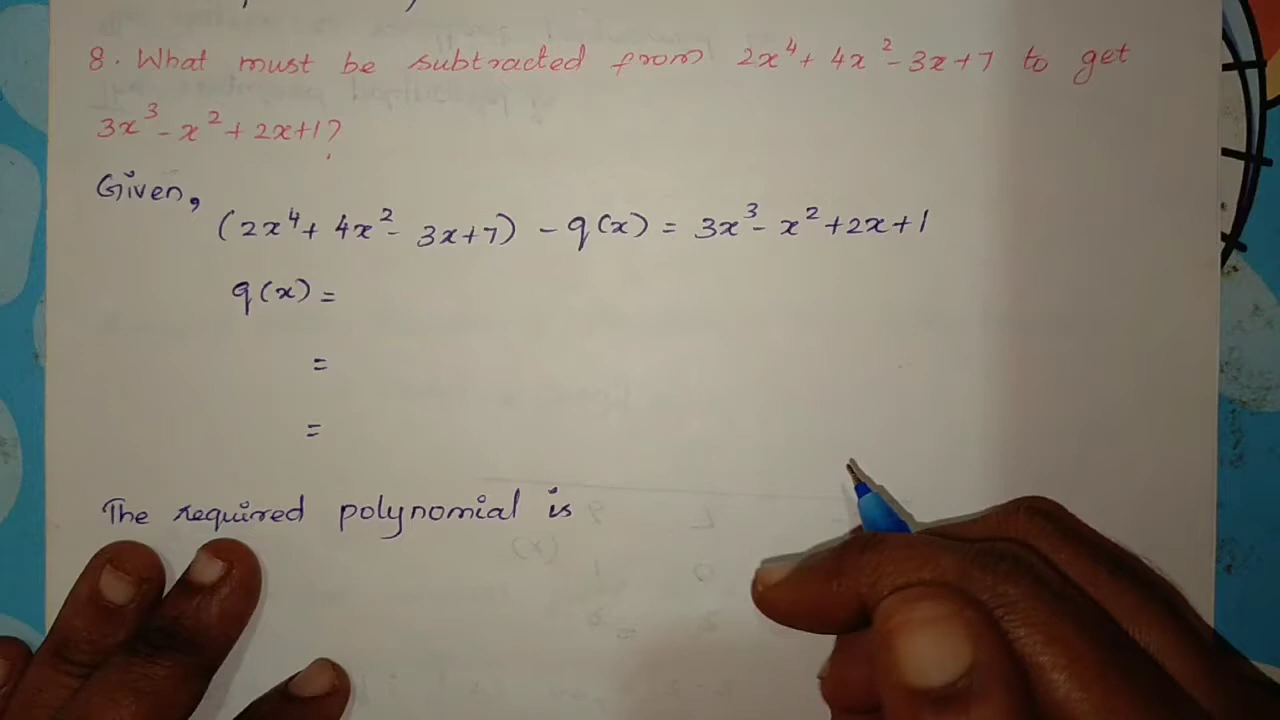 8. What must be subtracted from 2x⁴ + 4x² - 3x + 7 to get
3x³ - x² + 2x + 1?
Given,
(2x⁴ + 4x² - 3x + 7) - q(x) = 3x³ - x² + 2x + 1
q(x) =
=
=
The required polynomial is